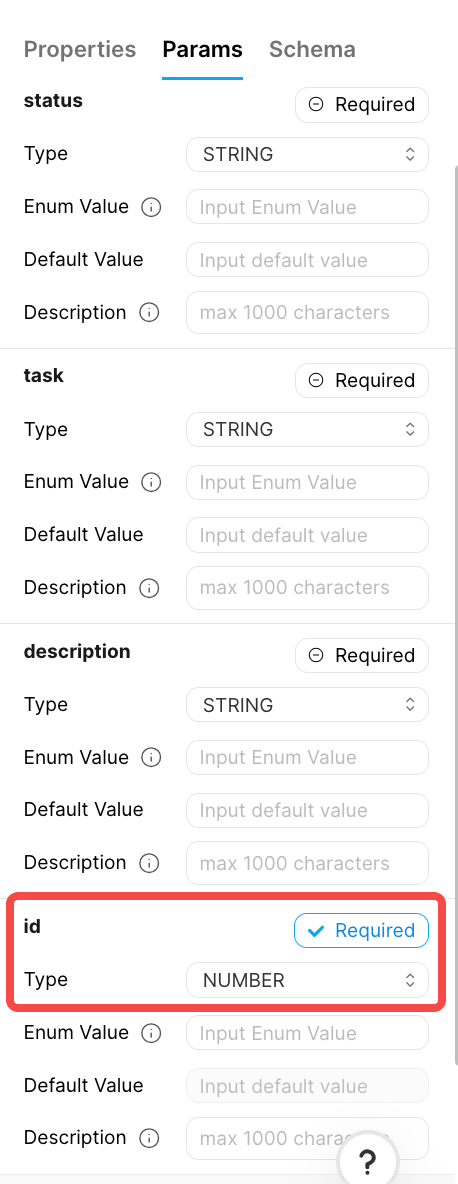 Properties Params Schema
status Required
Type STRING
Enum Value Input Enum Value
Default Value Input default value
Description max 1000 characters
task Required
Type STRING
Enum Value Input Enum Value
Default Value Input default value
Description max 1000 characters
description Required
Type STRING
Enum Value Input Enum Value
Default Value Input default value
Description max 1000 characters
id Required
Type NUMBER
Enum Value Input Enum Value
Default Value Input default value
Description max 1000 characters
?